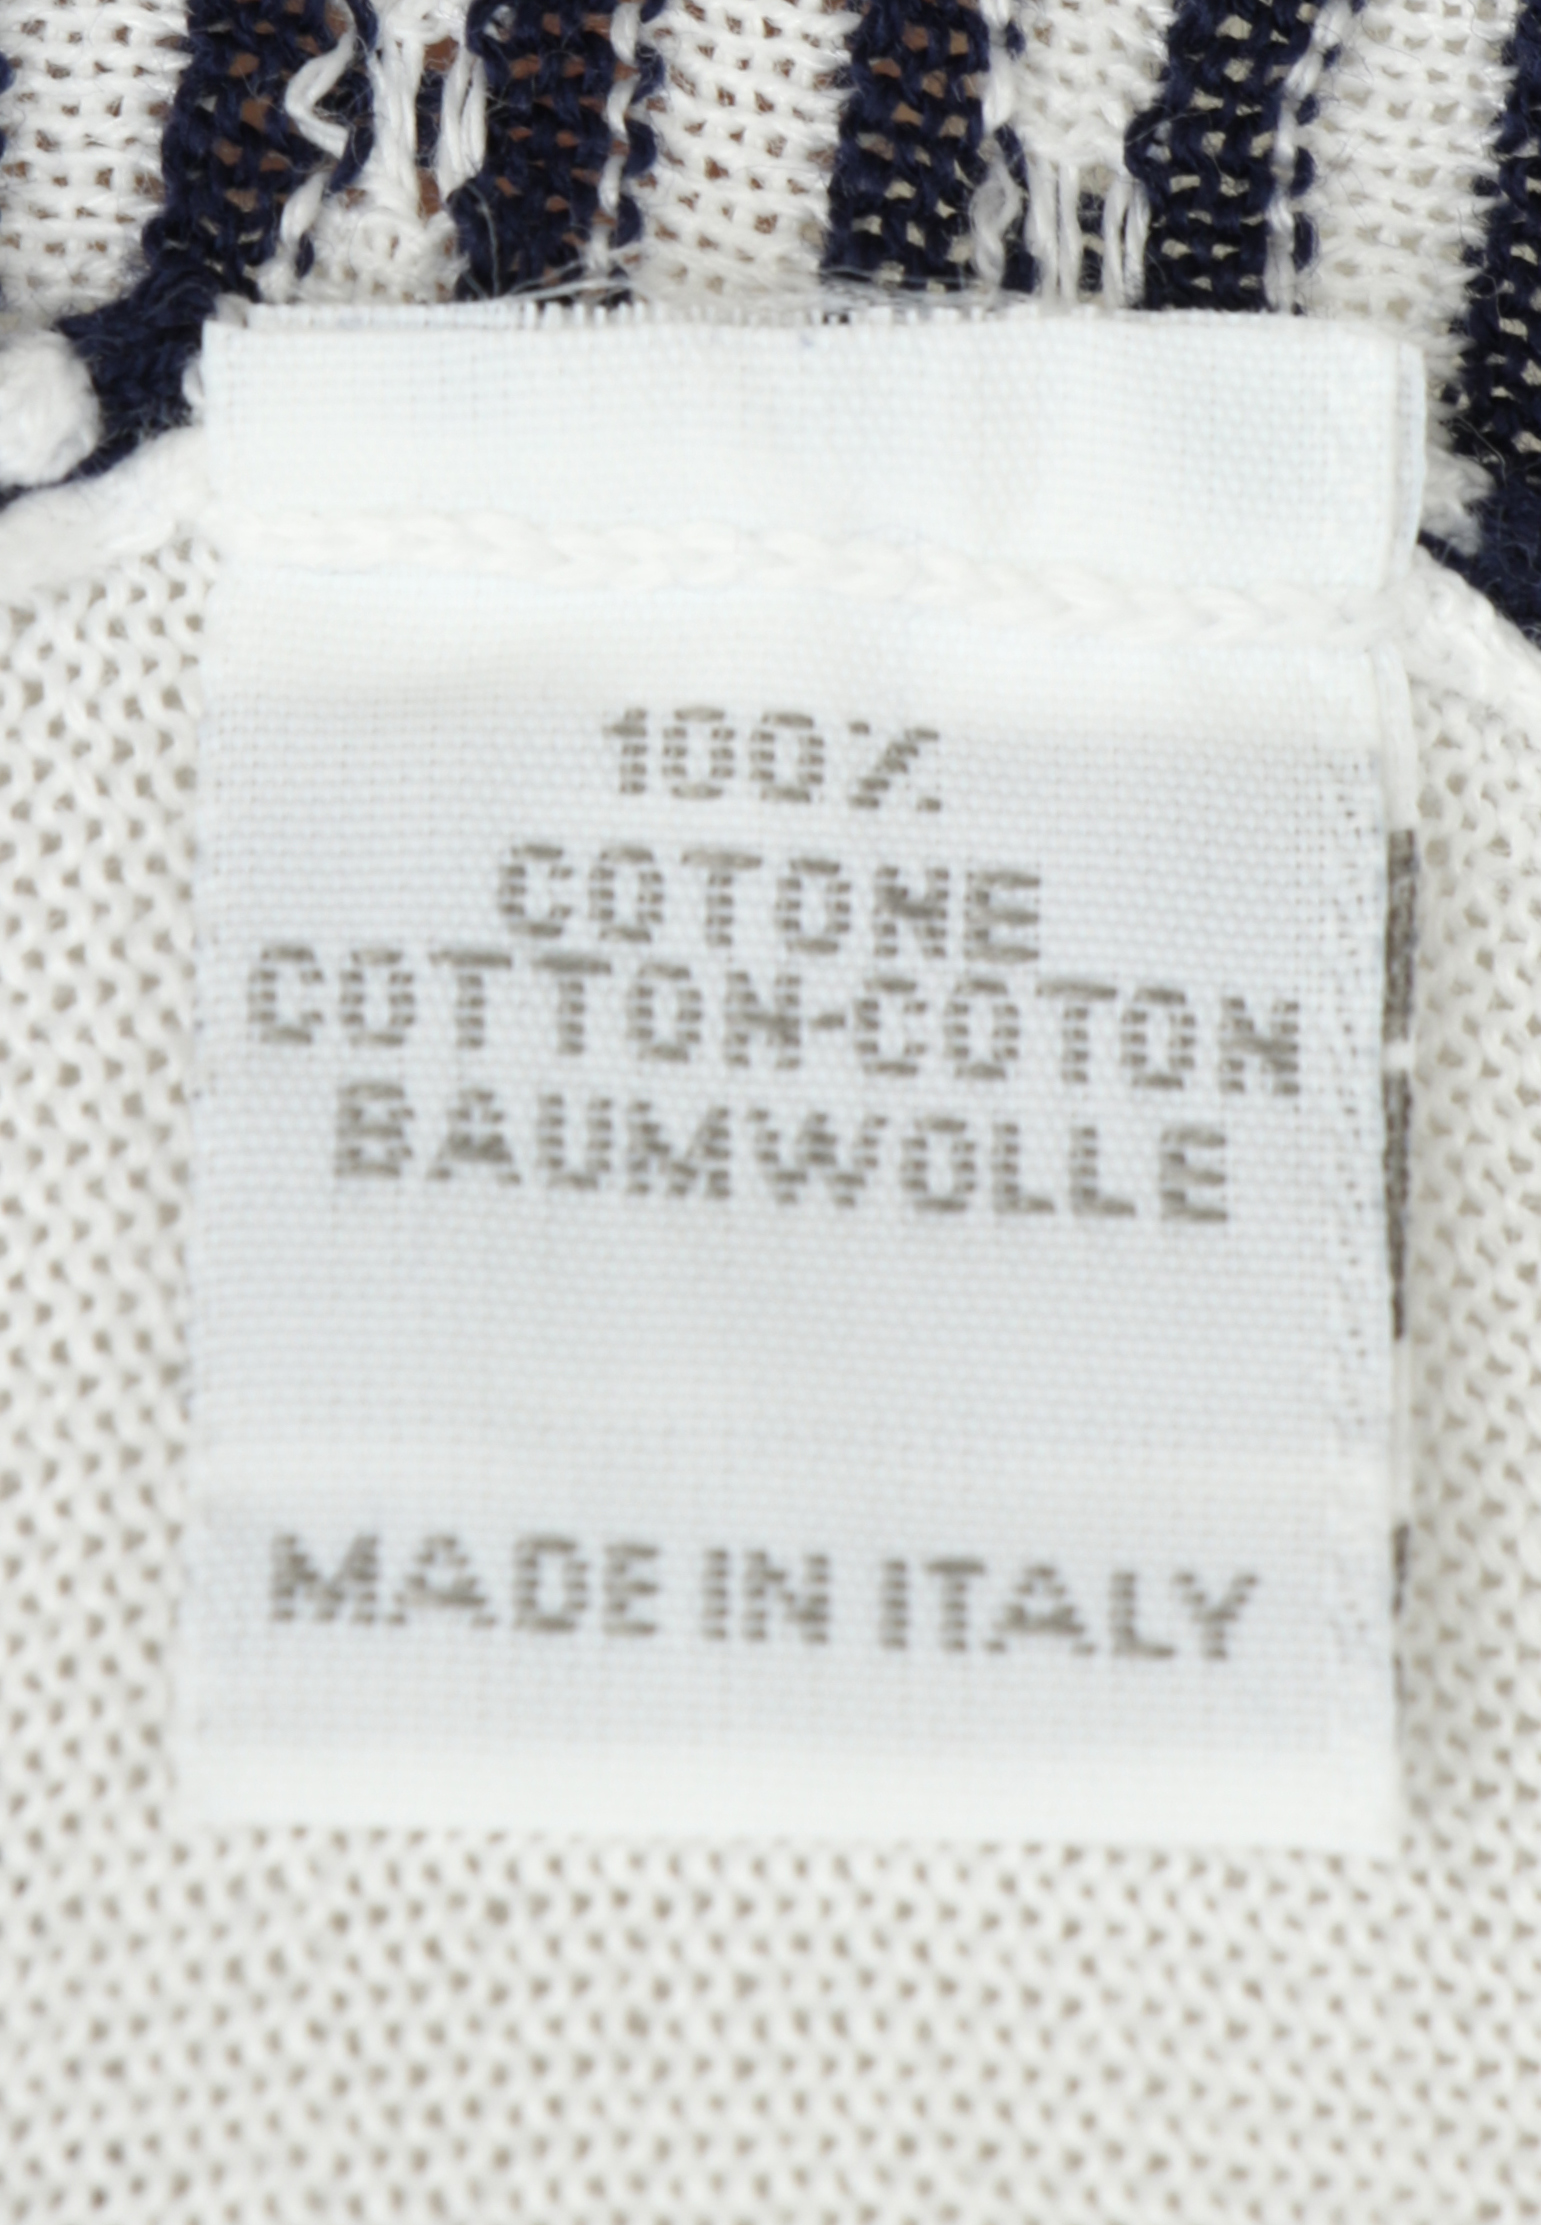 100%
COTONE
COTTON-COTON
BAUMWOLLE
MADE IN ITALY